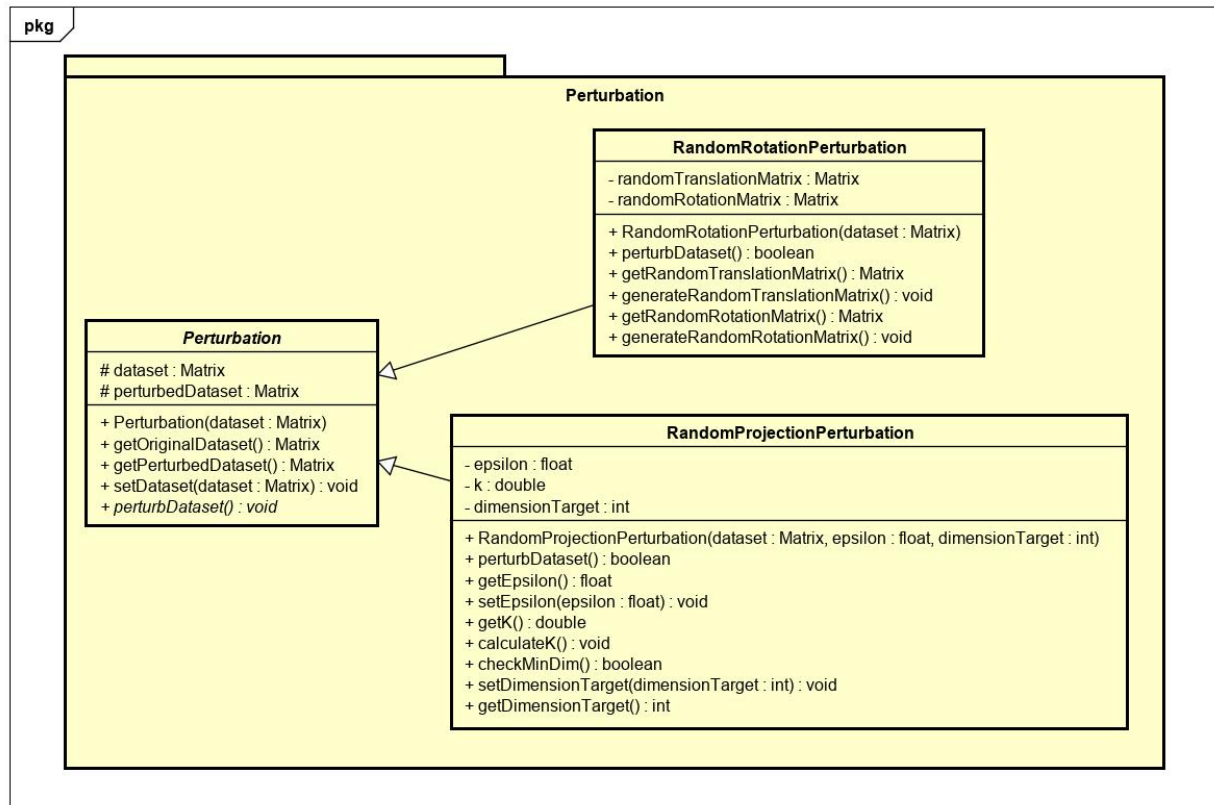 pkg
Perturbation
RandomRotationPerturbation
- randomTranslationMatrix : Matrix
- randomRotationMatrix : Matrix
+ RandomRotationPerturbation(dataset : Matrix)
+ perturbDataset() : boolean
+ getRandomTranslationMatrix() : Matrix
+ generateRandomTranslationMatrix() : void
+ getRandomRotationMatrix() : Matrix
+ generateRandomRotationMatrix() : void
Perturbation
# dataset : Matrix
# perturbedDataset : Matrix
+ Perturbation(dataset : Matrix)
+ getOriginalDataset() : Matrix
+ getPerturbedDataset() : Matrix
+ setDataset(dataset : Matrix) : void
+ perturbDataset() : void
RandomProjectionPerturbation
- epsilon : float
- k : double
- dimensionTarget : int
+ RandomProjectionPerturbation(dataset : Matrix, epsilon : float, dimensionTarget : int)
+ perturbDataset() : boolean
+ getEpsilon() : float
+ setEpsilon(epsilon : float) : void
+ getK() : double
+ calculateK() : void
+ checkMinDim() : boolean
+ setDimensionTarget(dimensionTarget : int) : void
+ getDimensionTarget() : int